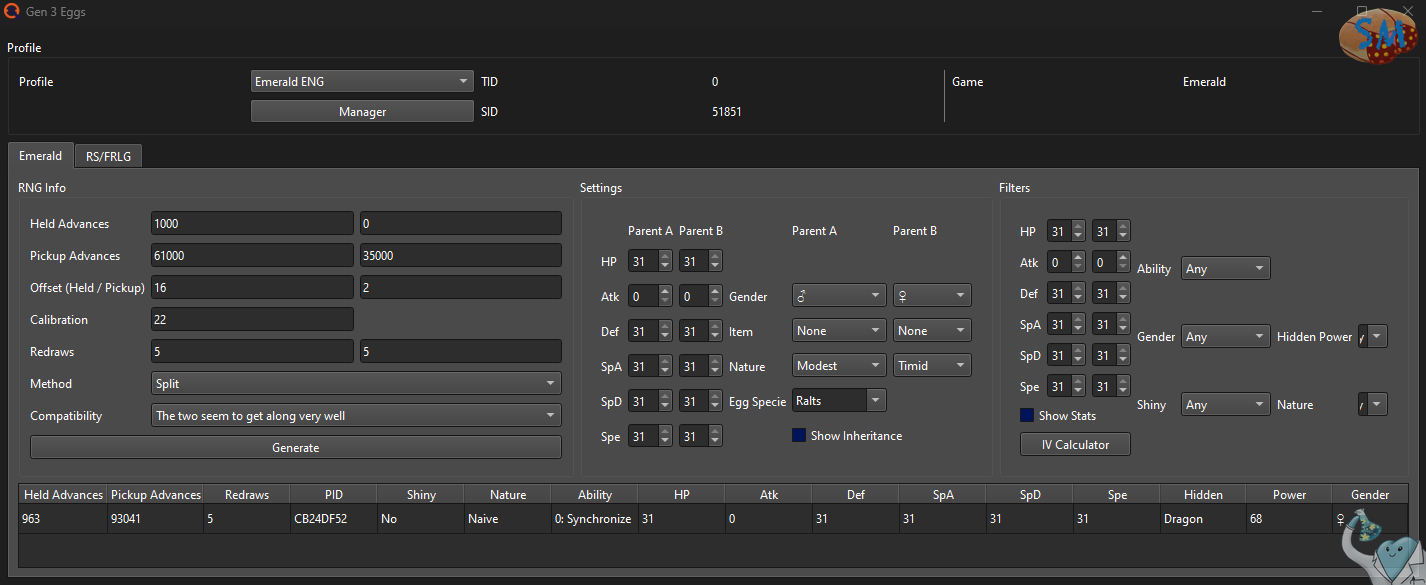 Gen 3 Eggs
SM
Profile
Profile Emerald ENG TID 0 Game Emerald
Manager SID 51851
Emerald RS/FRLG
RNG Info Settings Filters
Held Advances 1000 0
Pickup Advances 61000 35000
Offset (Held / Pickup) 16 2
Calibration 22
Redraws 5 5
Method Split
Compatibility The two seem to get along very well
Generate
Parent A Parent B Parent A Parent B
HP 31 31
Atk 0 0 Gender ♂ ♀
Def 31 31 Item None None
SpA 31 31 Nature Modest Timid
SpD 31 31 Egg Specie Ralts
Spe 31 31 Show Inheritance
HP 31 31
Atk 0 0 Ability Any
Def 31 31
SpA 31 31 Gender Any Hidden Power
SpD 31 31
Spe 31 31 Shiny Any Nature
Show Stats
IV Calculator
Held Advances Pickup Advances Redraws PID Shiny Nature Ability HP Atk Def SpA SpD Spe Hidden Power Gender
963 93041 5 CB24DF52 No Naive 0: Synchronize 31 0 31 31 31 31 Dragon 68 ♀